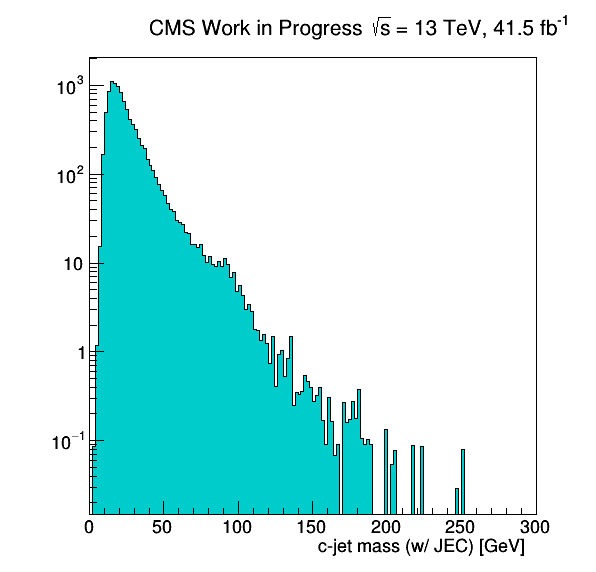 CMS Work in Progress √s = 13 TeV, 41.5 fb⁻¹
10³
10²
10
1
10⁻¹
0 50 100 150 200 250 300
c-jet mass (w/ JEC) [GeV]